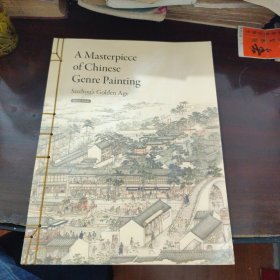 A Masterpiece
of Chinese
Genre Painting
Suzhou's Golden Age